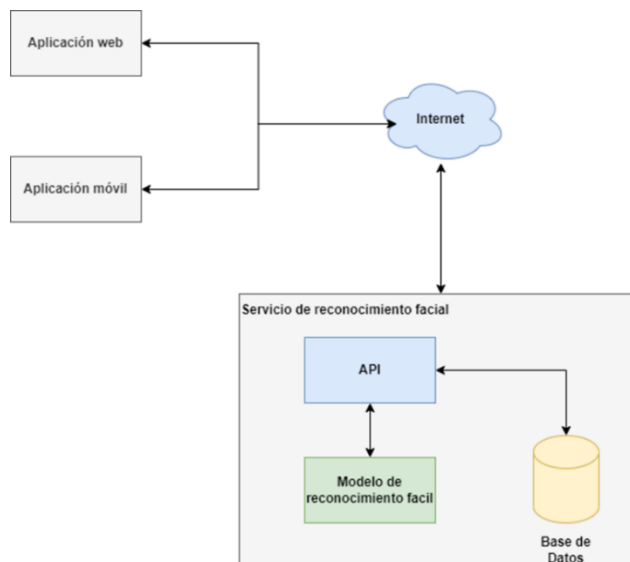 Aplicación web
Internet
Aplicación móvil
Servicio de reconocimiento facial
API
Modelo de
reconocimiento facil
Base de
Datos